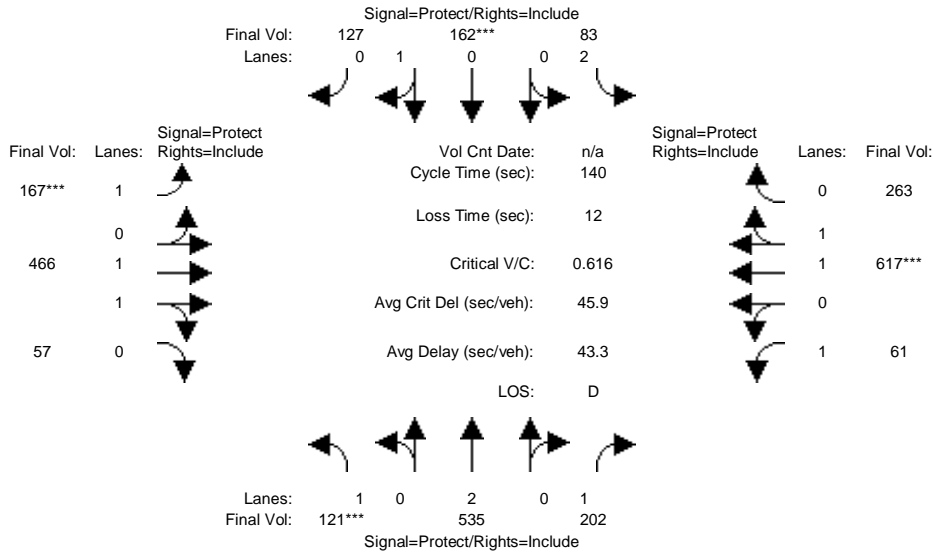 Signal=Protect/Rights=Include
Final Vol: 127 162*** 83
Lanes: 0 1 0 0 2
Signal=Protect
Final Vol: Lanes: Rights=Include
Vol Cnt Date: n/a
Signal=Protect
Rights=Include Lanes: Final Vol:
Cycle Time (sec): 140
167*** 1
0 263
Loss Time (sec): 12
0
1
466 1
Critical V/C: 0.616
1 617***
1
Avg Crit Del (sec/veh): 45.9
0
57 0
Avg Delay (sec/veh): 43.3
1 61
LOS: D
Lanes: 1 0 2 0 1
Final Vol: 121*** 535 202
Signal=Protect/Rights=Include